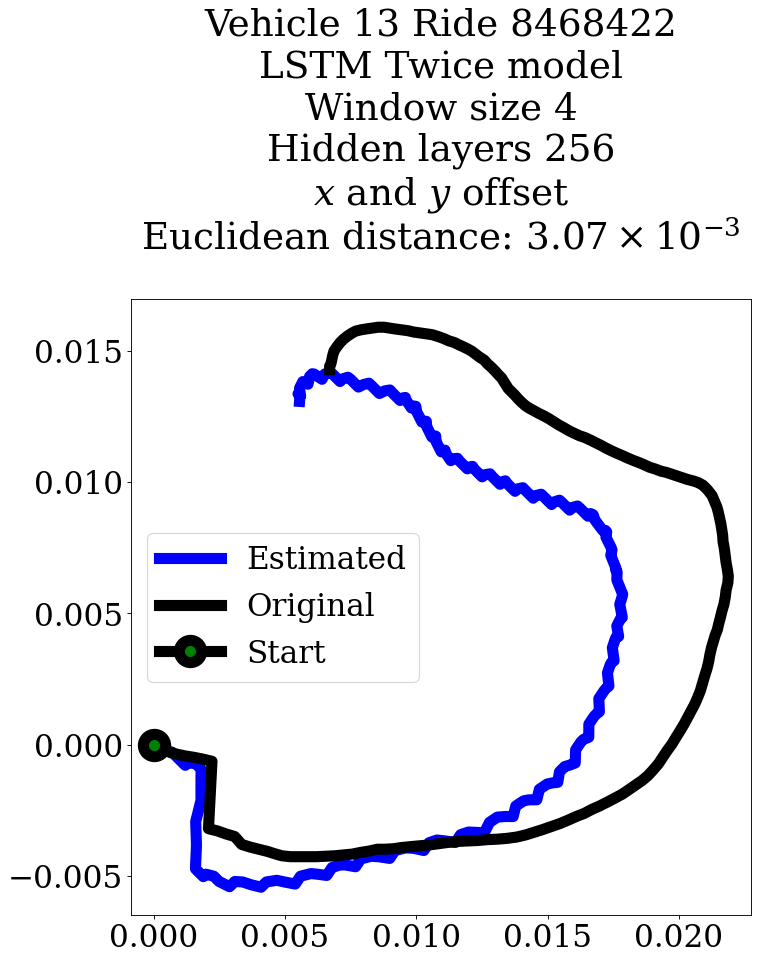 Vehicle 13 Ride 8468422
LSTM Twice model
Window size 4
Hidden layers 256
x and y offset
Euclidean distance: 3.07 × 10⁻³
0.015
0.010
0.005
0.000
−0.005
Estimated
Original
Start
0.000 0.005 0.010 0.015 0.020